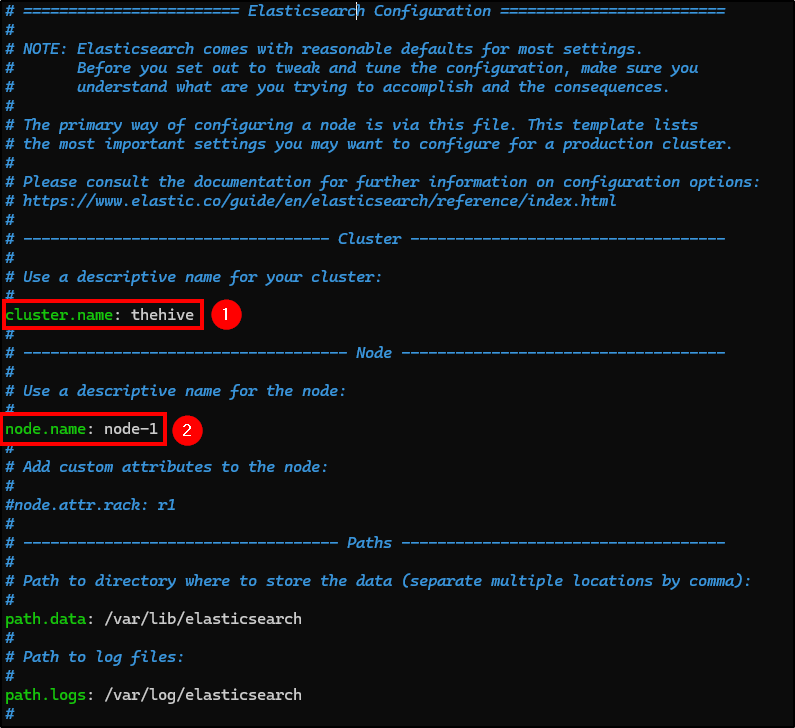 # ======================== Elasticsearch Configuration =========================
#
# NOTE: Elasticsearch comes with reasonable defaults for most settings.
#       Before you set out to tweak and tune the configuration, make sure you
#       understand what are you trying to accomplish and the consequences.
#
# The primary way of configuring a node is via this file. This template lists
# the most important settings you may want to configure for a production cluster.
#
# Please consult the documentation for further information on configuration options:
# https://www.elastic.co/guide/en/elasticsearch/reference/index.html
#
# ---------------------------------- Cluster -----------------------------------
#
# Use a descriptive name for your cluster:
#
cluster.name: thehive 1
#
# ------------------------------------ Node ------------------------------------
#
# Use a descriptive name for the node:
#
node.name: node-1 2
#
# Add custom attributes to the node:
#
#node.attr.rack: r1
#
# ----------------------------------- Paths ------------------------------------
#
# Path to directory where to store the data (separate multiple locations by comma):
#
path.data: /var/lib/elasticsearch
#
# Path to log files:
#
path.logs: /var/log/elasticsearch
#